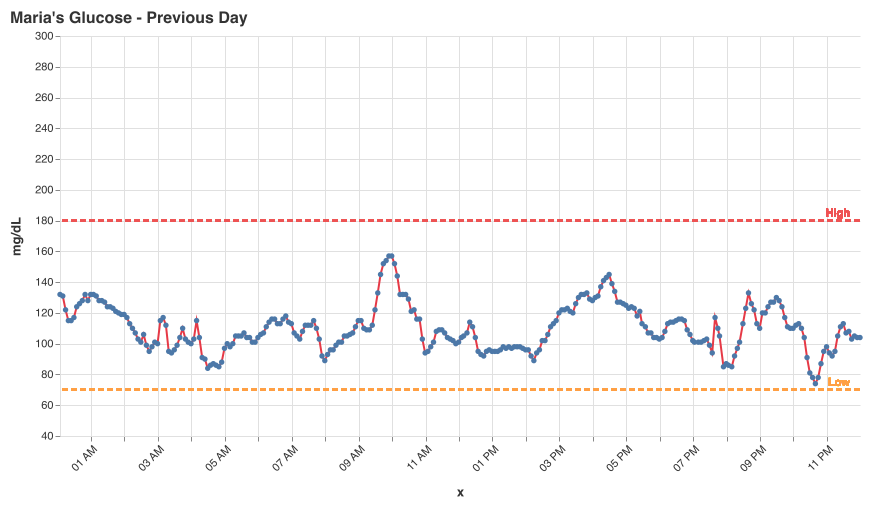 Maria's Glucose - Previous Day
300
280
260
240
220
200
180
160
140
120
100
80
60
40
mg/dL
High
Low
01 AM
03 AM
05 AM
07 AM
09 AM
11 AM
01 PM
03 PM
05 PM
07 PM
09 PM
11 PM
x